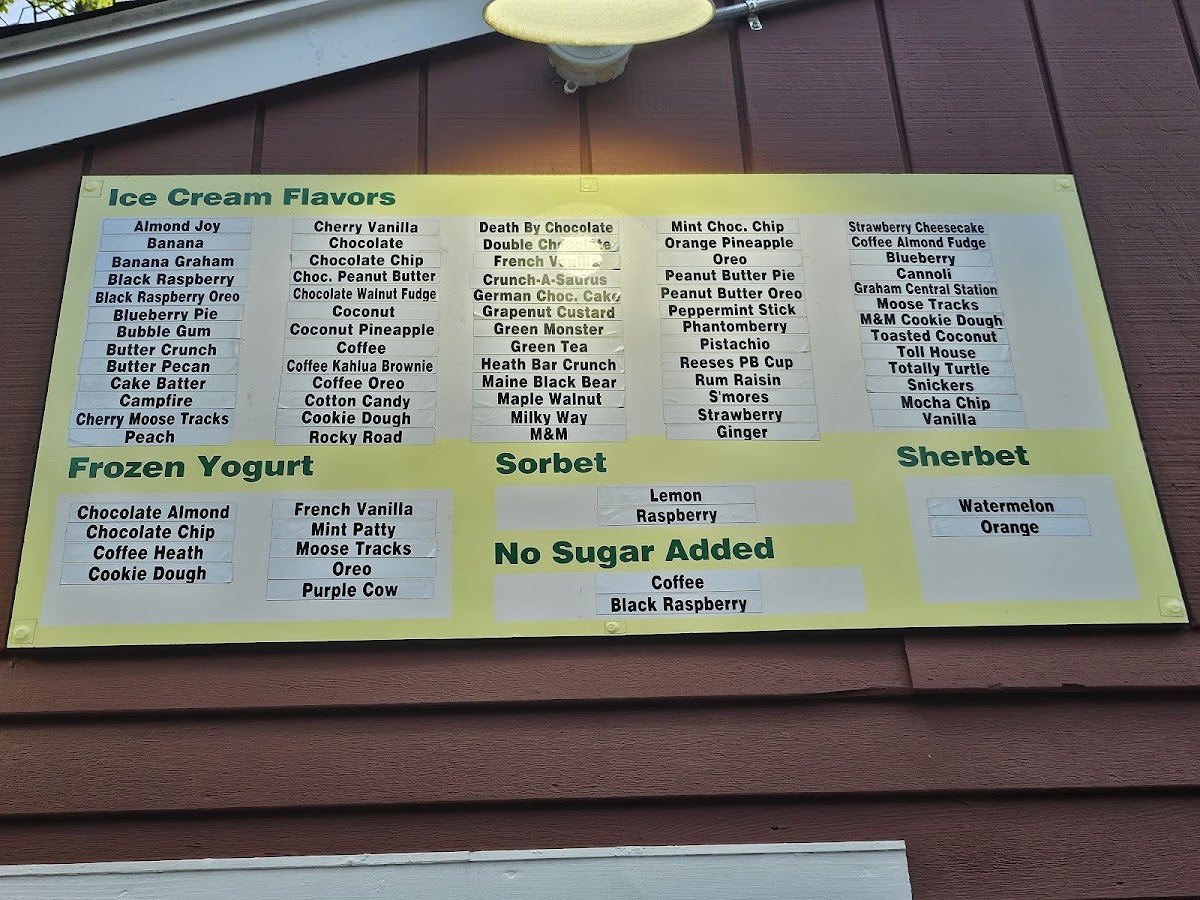 Ice Cream Flavors
Almond Joy
Banana
Banana Graham
Black Raspberry
Black Raspberry Oreo
Blueberry Pie
Bubble Gum
Butter Crunch
Butter Pecan
Cake Batter
Campfire
Cherry Moose Tracks
Peach
Cherry Vanilla
Chocolate
Chocolate Chip
Choc. Peanut Butter
Chocolate Walnut Fudge
Coconut
Coconut Pineapple
Coffee
Coffee Kahlua Brownie
Coffee Oreo
Cotton Candy
Cookie Dough
Rocky Road
Death By Chocolate
Double Chocolate
French Vanilla
Crunch-A-Saurus
German Choc. Cake
Grapenut Custard
Green Monster
Green Tea
Heath Bar Crunch
Maine Black Bear
Maple Walnut
Milky Way
M&M
Mint Choc. Chip
Orange Pineapple
Oreo
Peanut Butter Pie
Peanut Butter Oreo
Peppermint Stick
Phantomberry
Pistachio
Reeses PB Cup
Rum Raisin
S'mores
Strawberry
Ginger
Strawberry Cheesecake
Coffee Almond Fudge
Blueberry
Cannoli
Graham Central Station
Moose Tracks
M&M Cookie Dough
Toasted Coconut
Toll House
Totally Turtle
Snickers
Mocha Chip
Vanilla
Frozen Yogurt
Chocolate Almond
Chocolate Chip
Coffee Heath
Cookie Dough
French Vanilla
Mint Patty
Moose Tracks
Oreo
Purple Cow
Sorbet
Lemon
Raspberry
No Sugar Added
Coffee
Black Raspberry
Sherbet
Watermelon
Orange